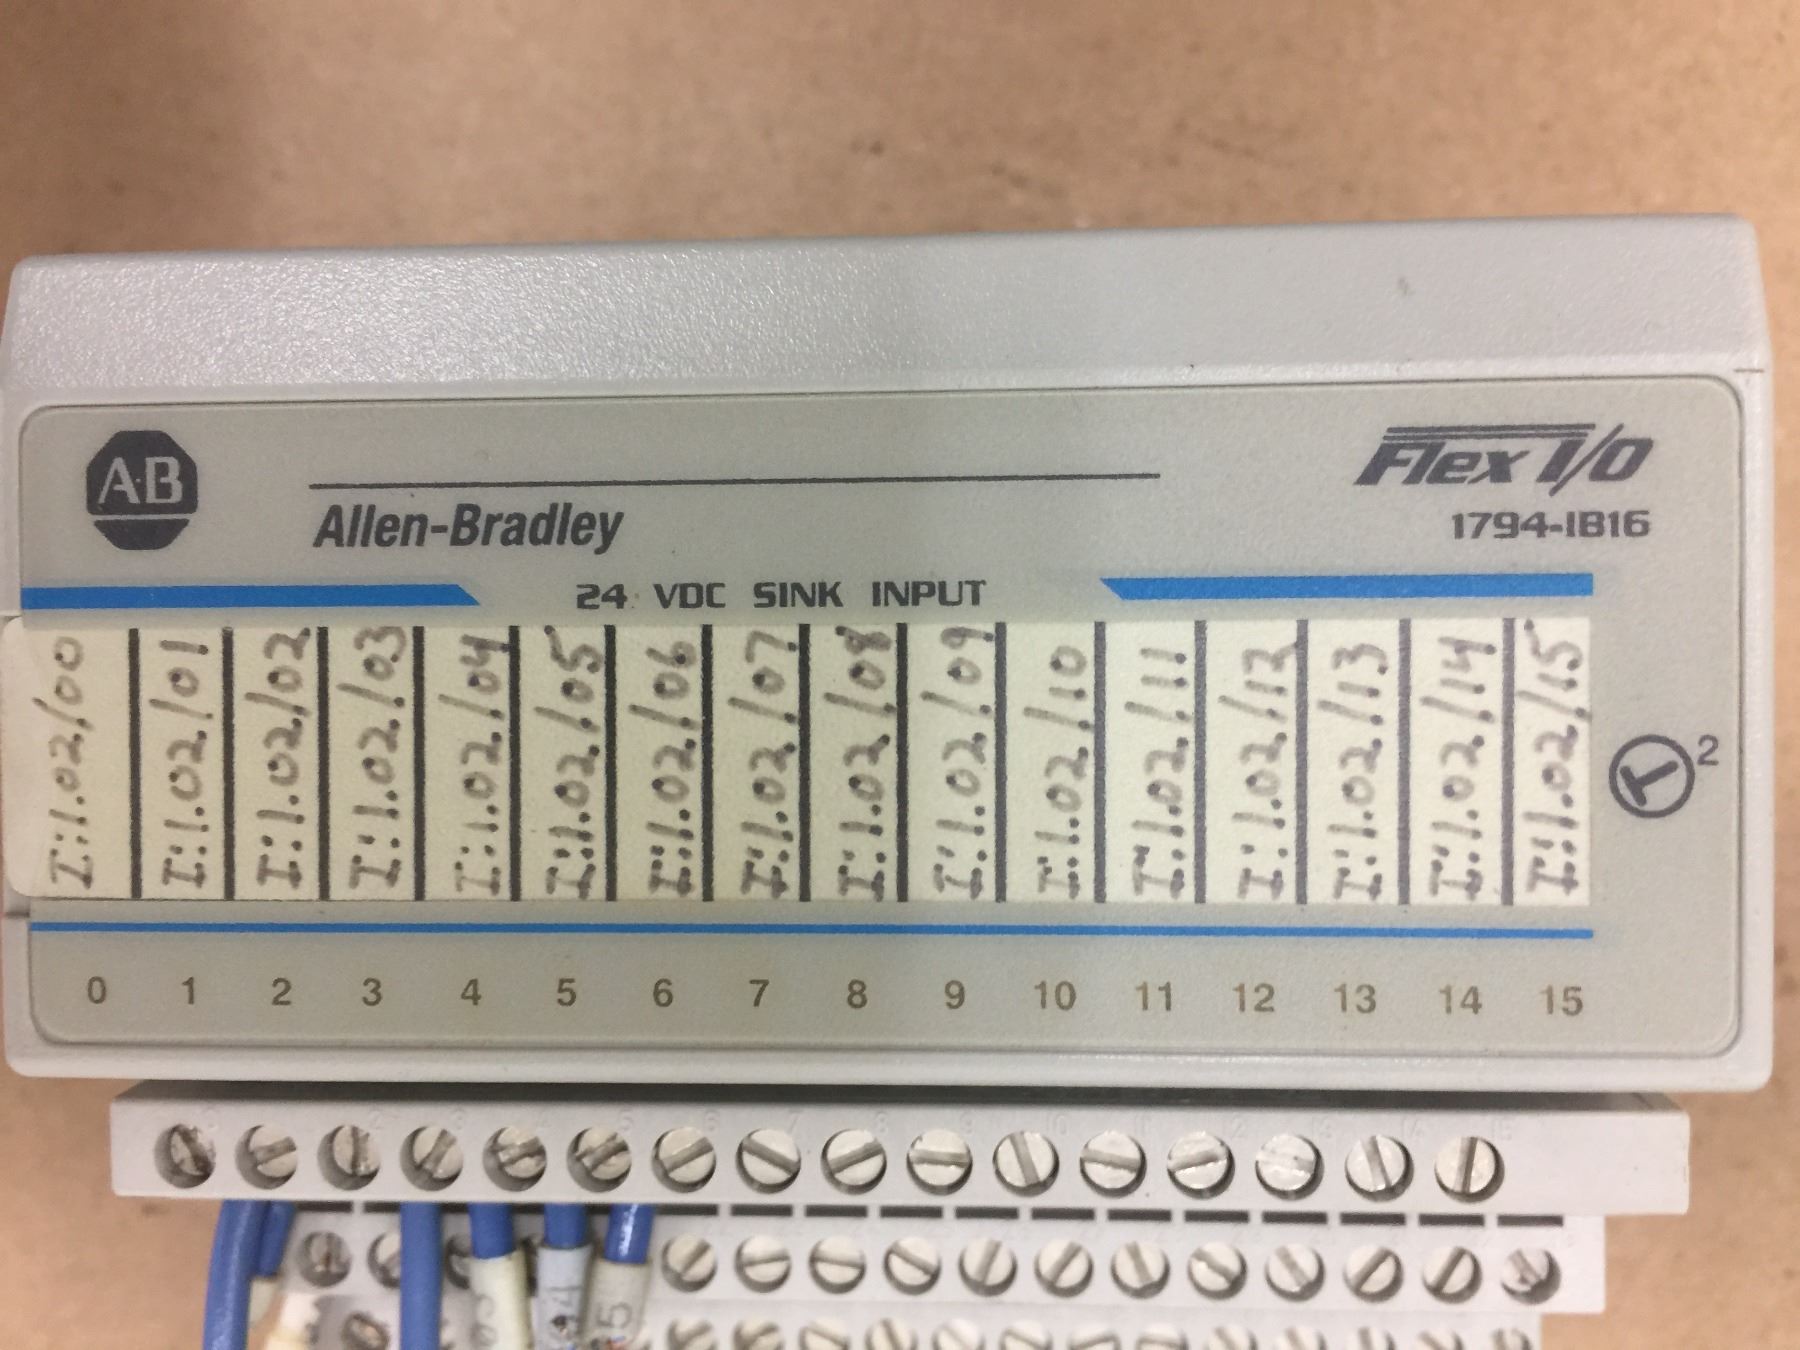 A·B
Allen-Bradley
Flex I/O
1794-IB16
24 VDC SINK INPUT
I:1.02/00
I:1.02/01
I:1.02/02
I:1.02/03
I:1.02/04
I:1.02/05
I:1.02/06
I:1.02/07
I:1.02/08
I:1.02/09
I:1.02/10
I:1.02/11
I:1.02/12
I:1.02/13
I:1.02/14
I:1.02/15
2
0 1 2 3 4 5 6 7 8 9 10 11 12 13 14 15